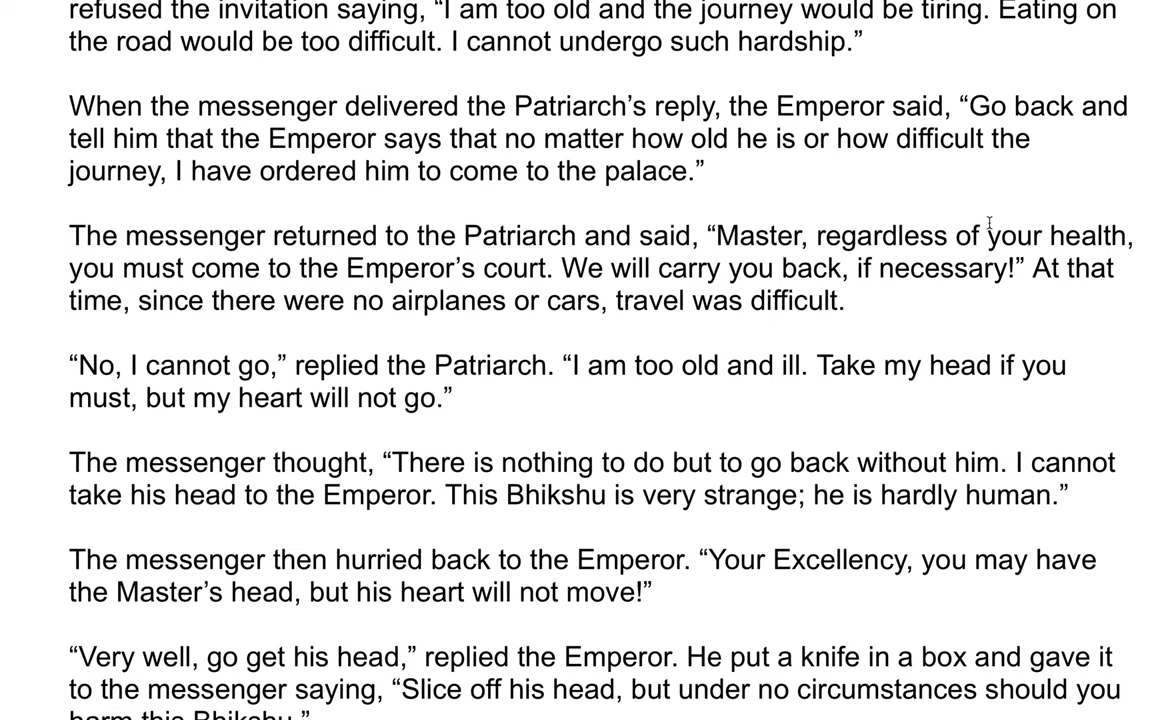 refused the invitation saying, “I am too old and the journey would be tiring. Eating on
the road would be too difficult. I cannot undergo such hardship.”
When the messenger delivered the Patriarch’s reply, the Emperor said, “Go back and
tell him that the Emperor says that no matter how old he is or how difficult the
journey, I have ordered him to come to the palace.”
The messenger returned to the Patriarch and said, “Master, regardless of your health,
you must come to the Emperor’s court. We will carry you back, if necessary!” At that
time, since there were no airplanes or cars, travel was difficult.
“No, I cannot go,” replied the Patriarch. “I am too old and ill. Take my head if you
must, but my heart will not go.”
The messenger thought, “There is nothing to do but to go back without him. I cannot
take his head to the Emperor. This Bhikshu is very strange; he is hardly human.”
The messenger then hurried back to the Emperor. “Your Excellency, you may have
the Master’s head, but his heart will not move!”
“Very well, go get his head,” replied the Emperor. He put a knife in a box and gave it
to the messenger saying, “Slice off his head, but under no circumstances should you
harm this Bhikshu.”